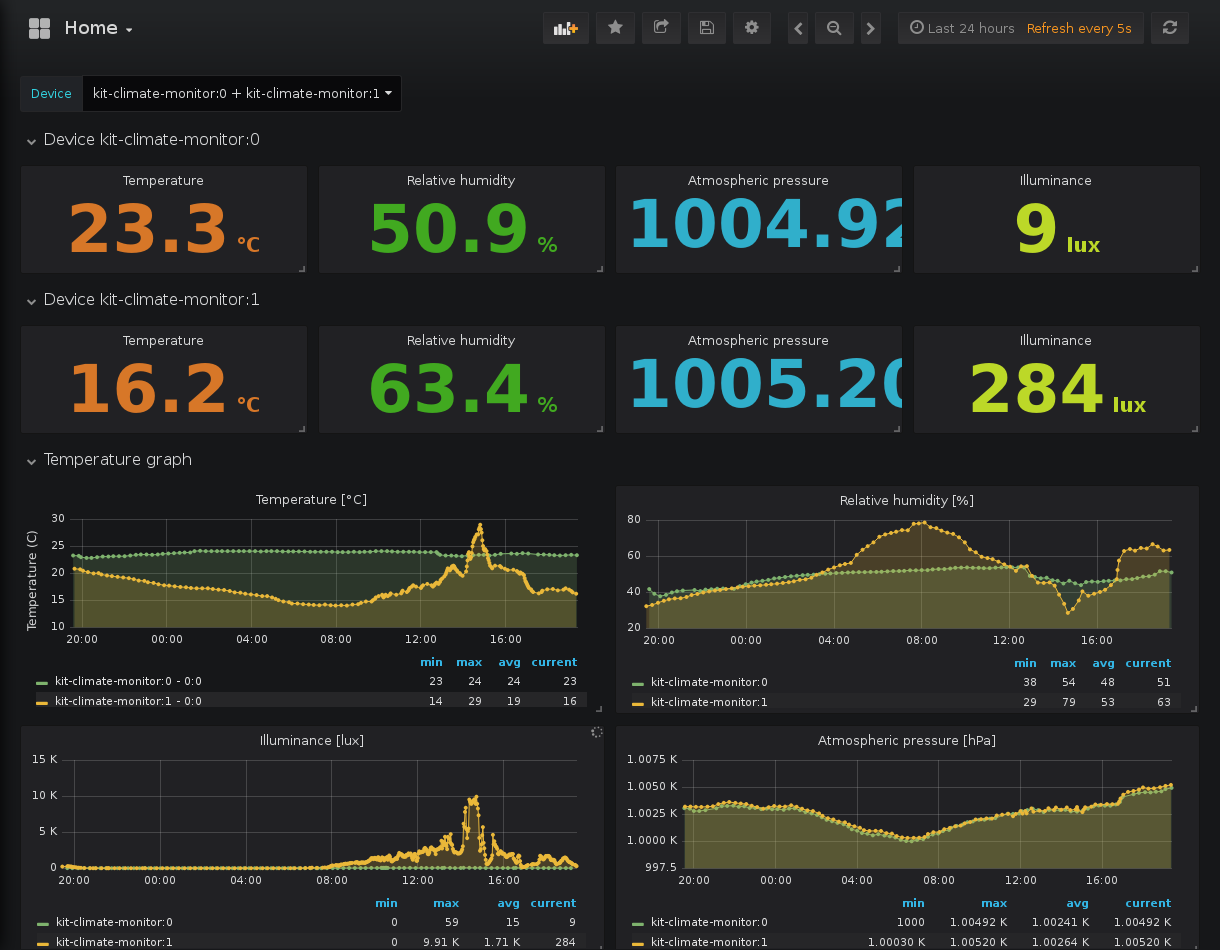 Home
Last 24 hours Refresh every 5s
Device kit-climate-monitor:0 + kit-climate-monitor:1
Device kit-climate-monitor:0
Temperature Relative humidity Atmospheric pressure Illuminance
23.3 °C 50.9 % 1004.92 9 lux
Device kit-climate-monitor:1
Temperature Relative humidity Atmospheric pressure Illuminance
16.2 °C 63.4 % 1005.20 284 lux
Temperature graph
Temperature [°C]
Temperature (C)
30
25
20
15
10
20:00 00:00 04:00 08:00 12:00 16:00
min max avg current
kit-climate-monitor:0 - 0:0 23 24 24 23
kit-climate-monitor:1 - 0:0 14 29 19 16
Relative humidity [%]
80
60
40
20
20:00 00:00 04:00 08:00 12:00 16:00
min max avg current
kit-climate-monitor:0 38 54 48 51
kit-climate-monitor:1 29 79 53 63
Illuminance [lux]
15 K
10 K
5 K
0
20:00 00:00 04:00 08:00 12:00 16:00
min max avg current
kit-climate-monitor:0 0 59 15 9
kit-climate-monitor:1 0 9.91 K 1.71 K 284
Atmospheric pressure [hPa]
1.0075 K
1.0050 K
1.0025 K
1.0000 K
997.5
20:00 00:00 04:00 08:00 12:00 16:00
min max avg current
kit-climate-monitor:0 1000 1.00492 K 1.00241 K 1.00492 K
kit-climate-monitor:1 1.00030 K 1.00520 K 1.00264 K 1.00520 K